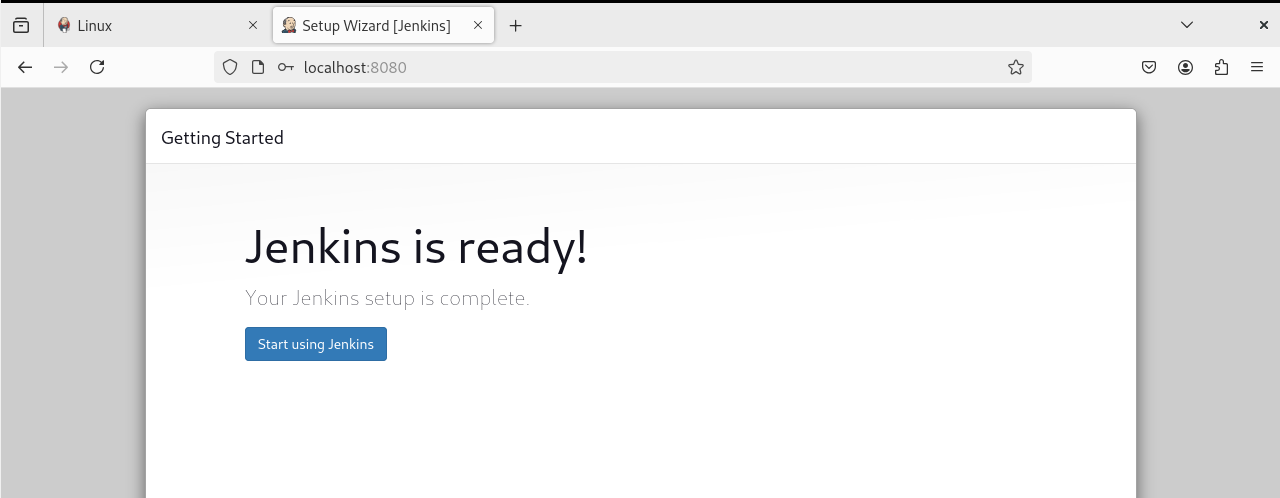 Linux
Setup Wizard [Jenkins]
localhost:8080
Getting Started
Jenkins is ready!
Your Jenkins setup is complete.
Start using Jenkins